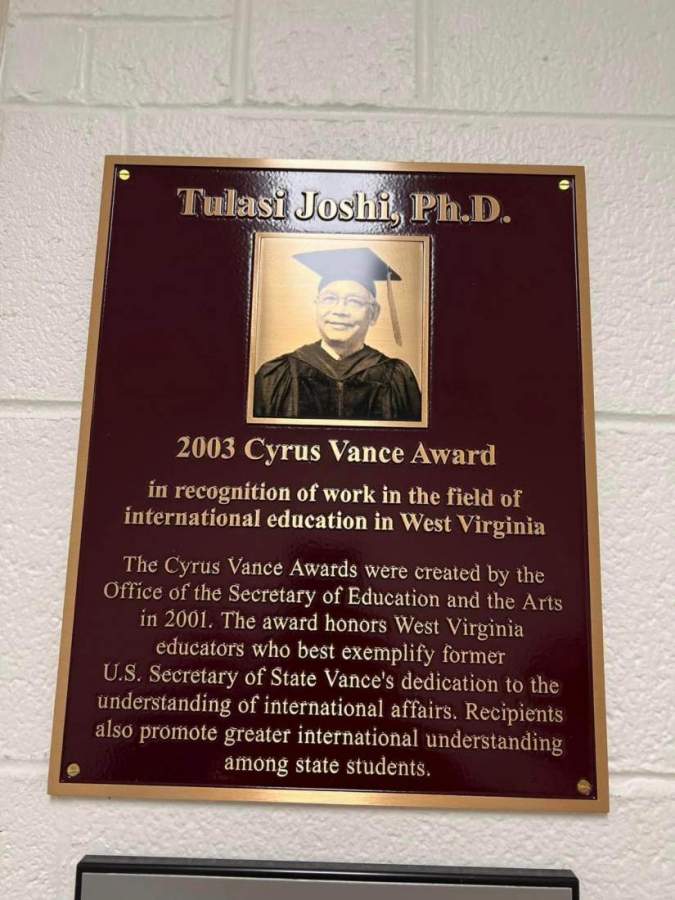 Tulasi Joshi, Ph.D.
2003 Cyrus Vance Award
in recognition of work in the field of
international education in West Virginia
The Cyrus Vance Awards were created by the
Office of the Secretary of Education and the Arts
in 2001. The award honors West Virginia
educators who best exemplify former
U.S. Secretary of State Vance's dedication to the
understanding of international affairs. Recipients
also promote greater international understanding
among state students.